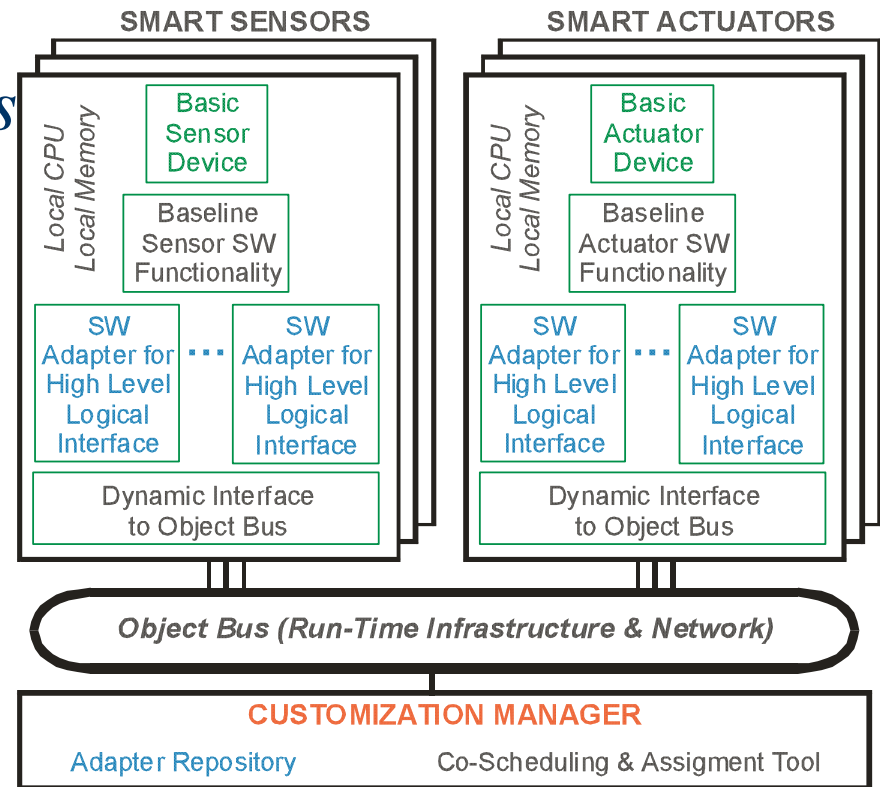 SMART SENSORS
SMART ACTUATORS
s
Local CPU
Local Memory
Basic
Sensor
Device
Baseline
Sensor SW
Functionality
SW
Adapter for
High Level
Logical
Interface
...
SW
Adapter for
High Level
Logical
Interface
Dynamic Interface
to Object Bus
Local CPU
Local Memory
Basic
Actuator
Device
Baseline
Actuator SW
Functionality
SW
Adapter for
High Level
Logical
Interface
...
SW
Adapter for
High Level
Logical
Interface
Dynamic Interface
to Object Bus
Object Bus (Run-Time Infrastructure & Network)
CUSTOMIZATION MANAGER
Adapter Repository
Co-Scheduling & Assigment Tool